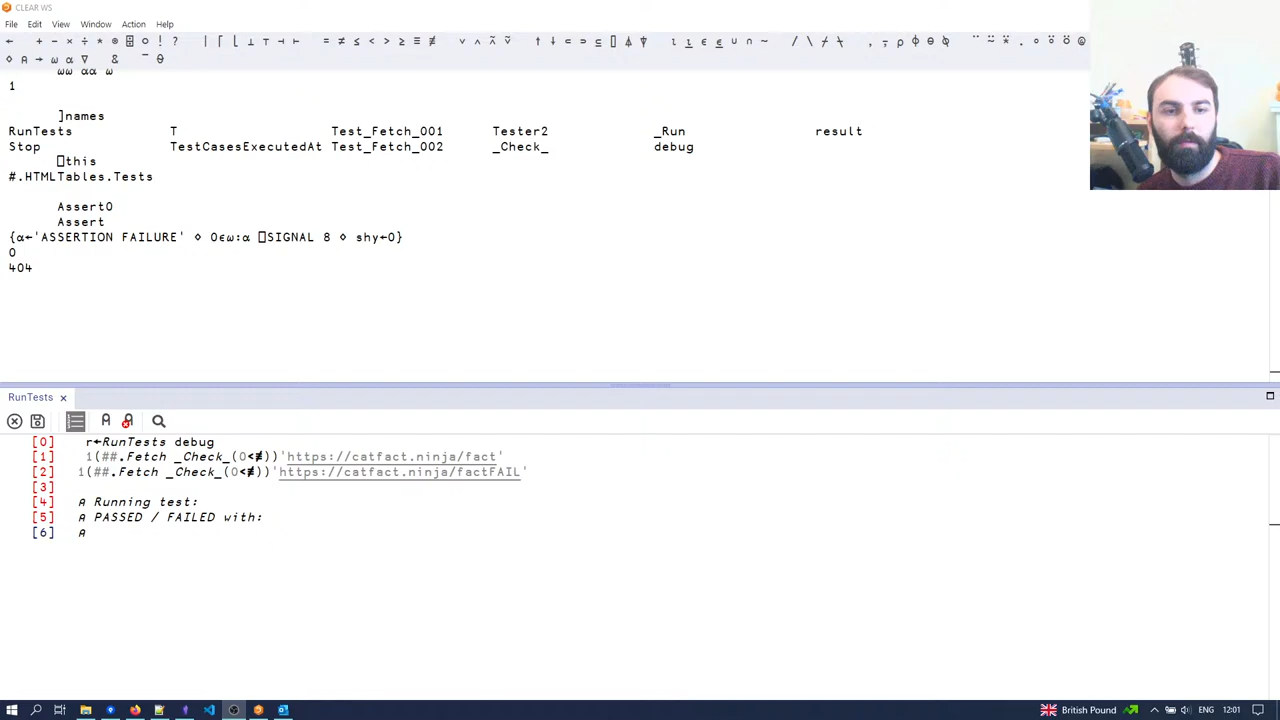 CLEAR WS
File Edit View Window Action Help
← + - × ÷ * ⍟ ⌹ ○ ! ? | ⌈ ⌊ ⊥ ⊤ ⊣ ⊢ = ≠ ≤ < > ≥ ≡ ≢ ∨ ∧ ⍲ ⍱ ↑ ↓ ⊂ ⊃ ⊆ ⌷ ⍋ ⍒ ⍳ ⍸ ∊ ⍷ ∪ ∩ ~ / \ ⌿ ⍀ , ⍪ ⍴ ⌽ ⊖ ⍉ ¨ ⍨ ⍣ . ∘ ⍤ ⍥ @
⋄ ⍝ → ⍵ ⍺ ∇ & ¯ ⍬
⍵⍵ ⍺⍺ ⍵
1
]names
RunTests T Test_Fetch_001 Tester2 _Run result
Stop TestCasesExecutedAt Test_Fetch_002 _Check_ debug
⎕this
#.HTMLTables.Tests
Assert0
Assert
{⍺←'ASSERTION FAILURE' ⋄ 0∊⍵:⍺ ⎕SIGNAL 8 ⋄ shy←0}
0
404
RunTests
[0] r←RunTests debug
[1] 1(##.Fetch _Check_(0<≢))'https://catfact.ninja/fact'
[2] 1(##.Fetch _Check_(0<≢))'https://catfact.ninja/factFAIL'
[3]
[4] ⍝ Running test:
[5] ⍝ PASSED / FAILED with:
[6] ⍝
British Pound ENG 12:01